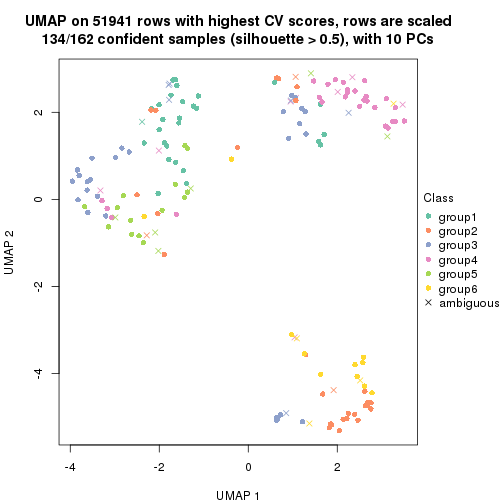 UMAP on 51941 rows with highest CV scores, rows are scaled
134/162 confident samples (silhouette > 0.5), with 10 PCs
2
0
-2
-4
UMAP 2
-4
-2
0
2
UMAP 1
Class
group1
group2
group3
group4
group5
group6
ambiguous